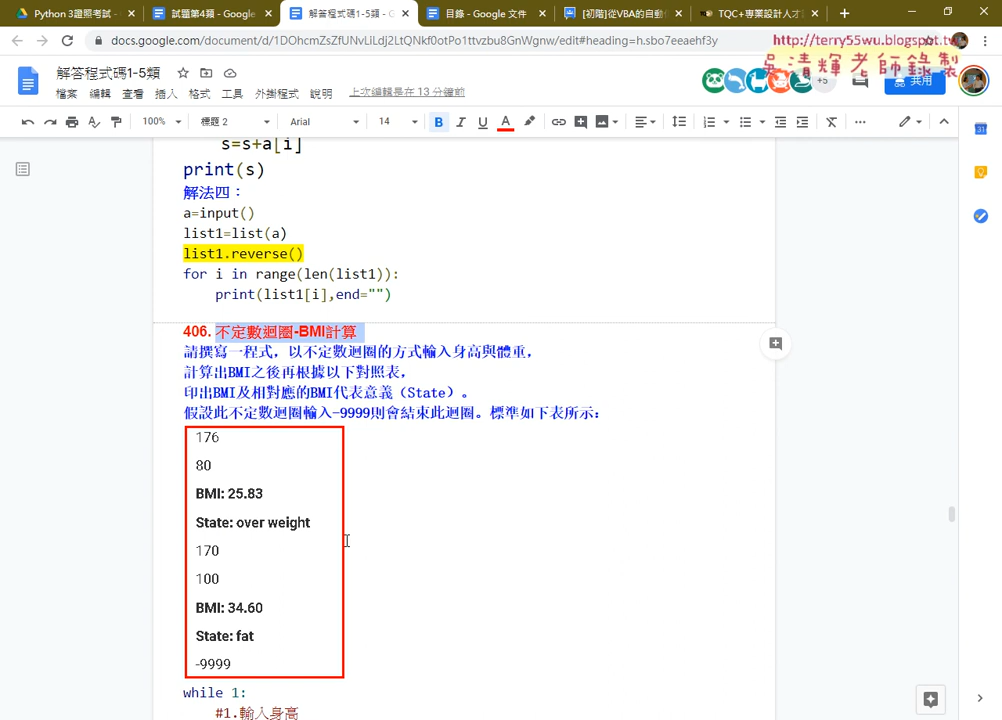 Python 3證照考試 -
試題第4類 - Google
解答程式碼1-5類 - G
目錄 - Google 文件
[初階]從VBA的自動
TQC+專業設計人才
docs.google.com/document/d/1DOhcmZsZfUNvLiLdj2LtQNkf0otPo1ttvzbu8GnWgnw/edit#heading=h.sbo7eeaehf3y
http://terry55wu.blogspot.tw
吳清輝老師錄製
解答程式碼1-5類
檔案 編輯 查看 插入 格式 工具 外掛程式 說明 上次編輯是在 13 分鐘前
+5
共用
100% 標題 2 Arial 14 B I U A
s=s+a[i]
print(s)
解法四：
a=input()
list1=list(a)
list1.reverse()
for i in range(len(list1)):
print(list1[i],end="")
406. 不定數迴圈-BMI計算
請撰寫一程式，以不定數迴圈的方式輸入身高與體重，
計算出BMI之後再根據以下對照表，
印出BMI及相對應的BMI代表意義（State）。
假設此不定數迴圈輸入-9999則會結束此迴圈。標準如下表所示：
176
80
BMI: 25.83
State: over weight
170
100
BMI: 34.60
State: fat
-9999
while 1:
#1.輸入身高